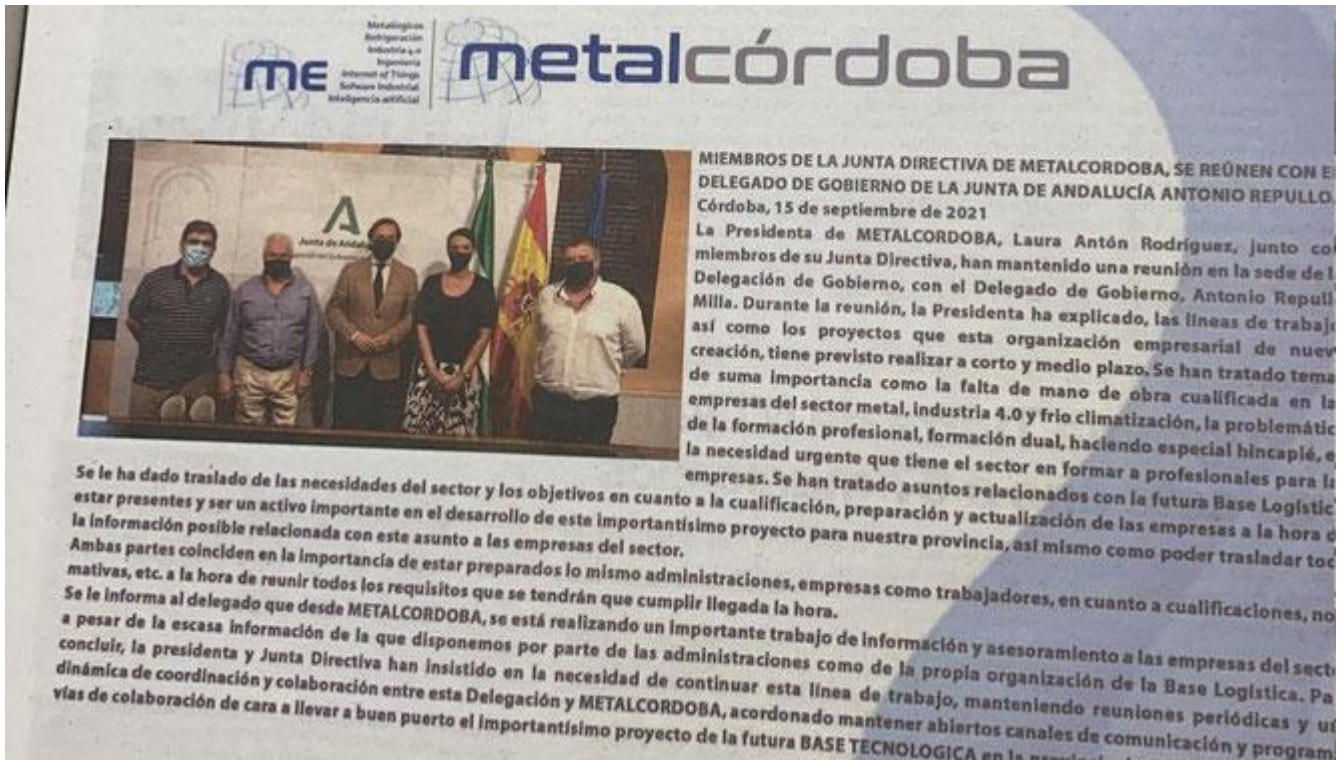 Metalúrgicos
Refrigeración
Industria 4.0
Ingeniería
Internet of Things
Software Industrial
Inteligencia artificial
ME
metalcórdoba
Junta de Andalucía
MIEMBROS DE LA JUNTA DIRECTIVA DE METALCORDOBA, SE REÚNEN CON E
DELEGADO DE GOBIERNO DE LA JUNTA DE ANDALUCÍA ANTONIO REPULLO.
Córdoba, 15 de septiembre de 2021
La Presidenta de METALCORDOBA, Laura Antón Rodríguez, junto co
miembros de su Junta Directiva, han mantenido una reunión en la sede de l
Delegación de Gobierno, con el Delegado de Gobierno, Antonio Repull
Milla. Durante la reunión, la Presidenta ha explicado, las líneas de trabaj
así como los proyectos que esta organización empresarial de nuev
creación, tiene previsto realizar a corto y medio plazo. Se han tratado tema
de suma importancia como la falta de mano de obra cualificada en la
empresas del sector metal, industria 4.0 y frio climatización, la problemátic
de la formación profesional, formación dual, haciendo especial hincapié, e
la necesidad urgente que tiene el sector en formar a profesionales para la
empresas. Se han tratado asuntos relacionados con la futura Base Logístic
Se le ha dado traslado de las necesidades del sector y los objetivos en cuanto a la cualificación, preparación y actualización de las empresas a la hora d
estar presentes y ser un activo importante en el desarrollo de este importantísimo proyecto para nuestra provincia, así mismo como poder trasladar tod
la información posible relacionada con este asunto a las empresas del sector.
Ambas partes coinciden en la importancia de estar preparados lo mismo administraciones, empresas como trabajadores, en cuanto a cualificaciones, no
mativas, etc. a la hora de reunir todos los requisitos que se tendrán que cumplir llegada la hora.
Se le informa al delegado que desde METALCORDOBA, se está realizando un importante trabajo de información y asesoramiento a las empresas del secto
a pesar de la escasa información de la que disponemos por parte de las administraciones como de la propia organización de la Base Logística. Pa
concluir, la presidenta y Junta Directiva han insistido en la necesidad de continuar esta línea de trabajo, manteniendo reuniones periódicas y un
dinámica de coordinación y colaboración entre esta Delegación y METALCORDOBA, acordonado mantener abiertos canales de comunicación y program
vías de colaboración de cara a llevar a buen puerto el importantísimo proyecto de la futura BASE TECNOLOGICA en la